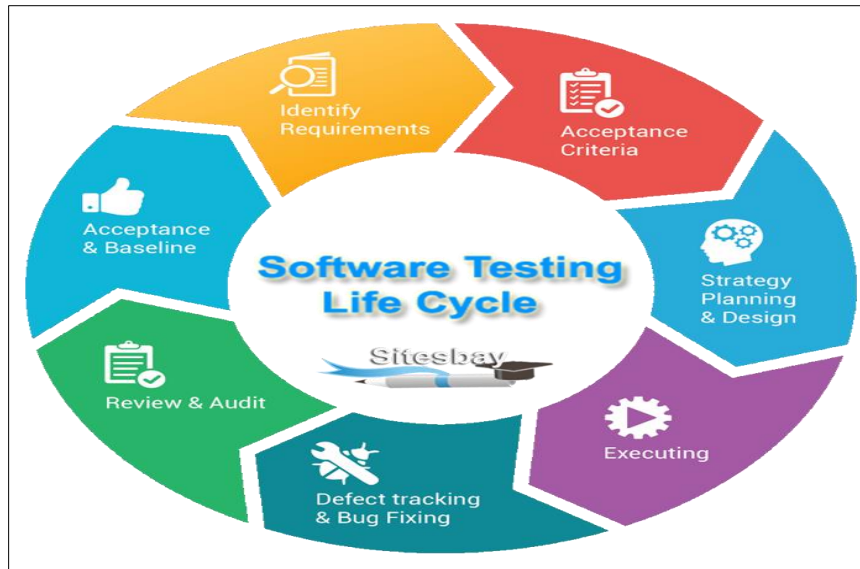 Identify
Requirements
Acceptance
Criteria
Strategy
Planning
& Design
Executing
Defect tracking
& Bug Fixing
Review & Audit
Acceptance
& Baseline
Software Testing
Life Cycle
Sitesbay